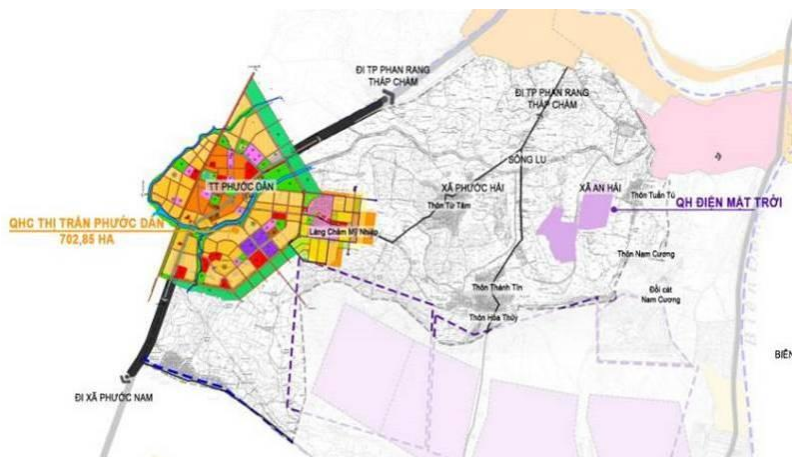 ĐI TP PHAN RANG
THÁP CHÀM
ĐI TP PHAN RANG
THÁP CHÀM
SÔNG LU
TT PHƯỚC DÂN
XÃ PHƯỚC HẢI
XÃ AN HẢI
Thôn Từ Tâm
Thôn Tuấn Tú
QH ĐIỆN MẶT TRỜI
QHC THỊ TRẤN PHƯỚC DÂN
702,85 HA
Làng Chăm Mỹ Nghiệp
Thôn Nam Cương
Thôn Thành Tín
Đồi cát
Nam Cương
Thôn Hòa Thủy
BIỂN
ĐI XÃ PHƯỚC NAM